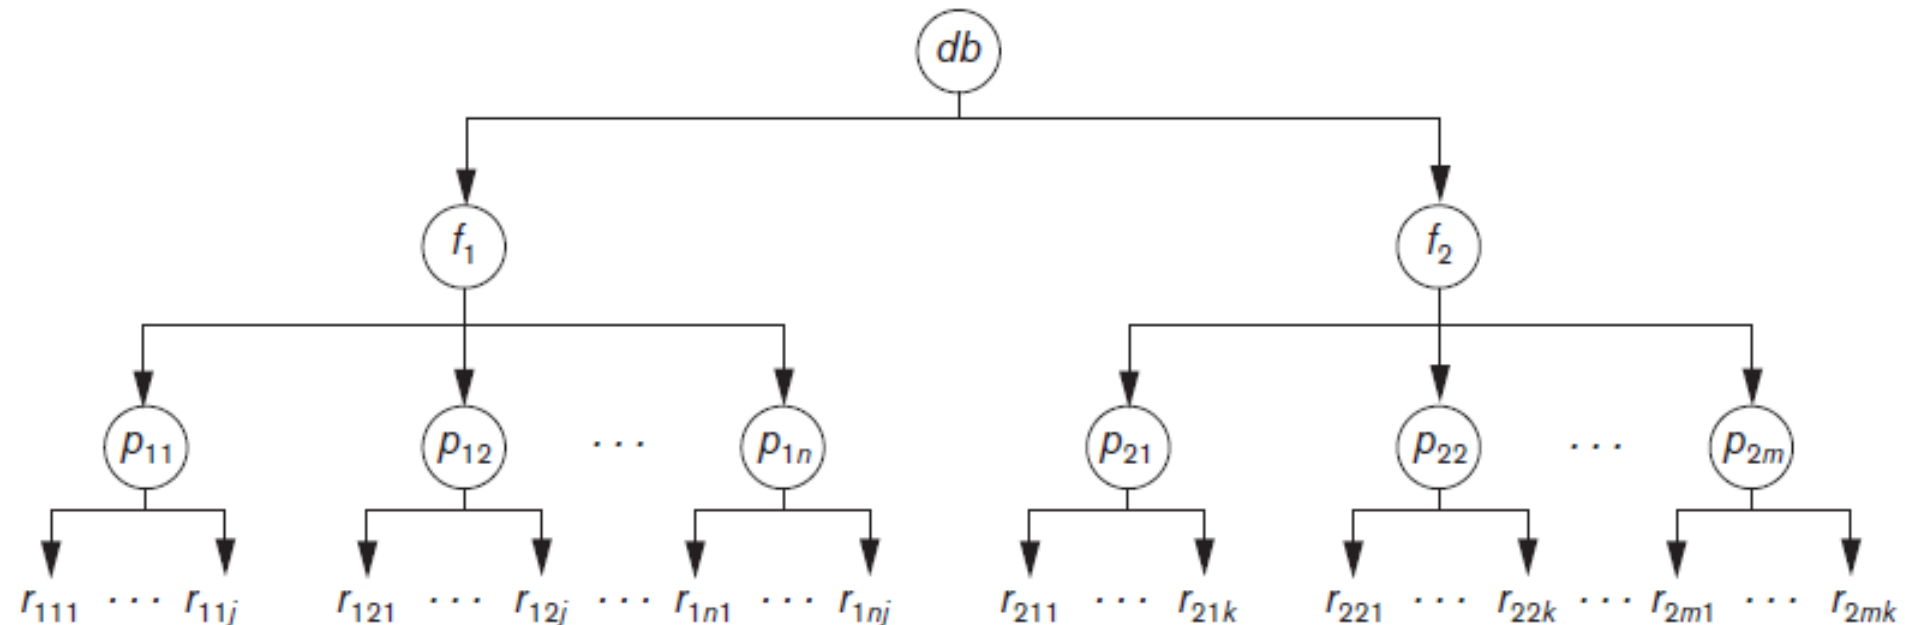 db
f₁ f₂
p₁₁ p₁₂ ... p₁ₙ p₂₁ p₂₂ ... p₂ₘ
r₁₁₁ ... r₁₁ⱼ r₁₂₁ ... r₁₂ⱼ ... r₁ₙ₁ ... r₁ₙⱼ r₂₁₁ ... r₂₁ₖ r₂₂₁ ... r₂₂ₖ ... r₂ₘ₁ ... r₂ₘₖ